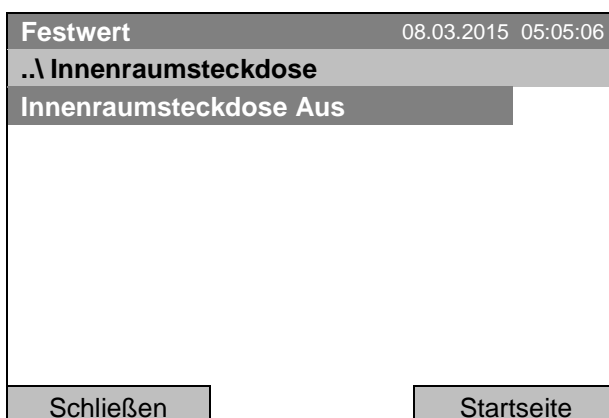 Festwert 08.03.2015 05:05:06
..\ Innenraumsteckdose
Innenraumsteckdose Aus
Schließen Startseite